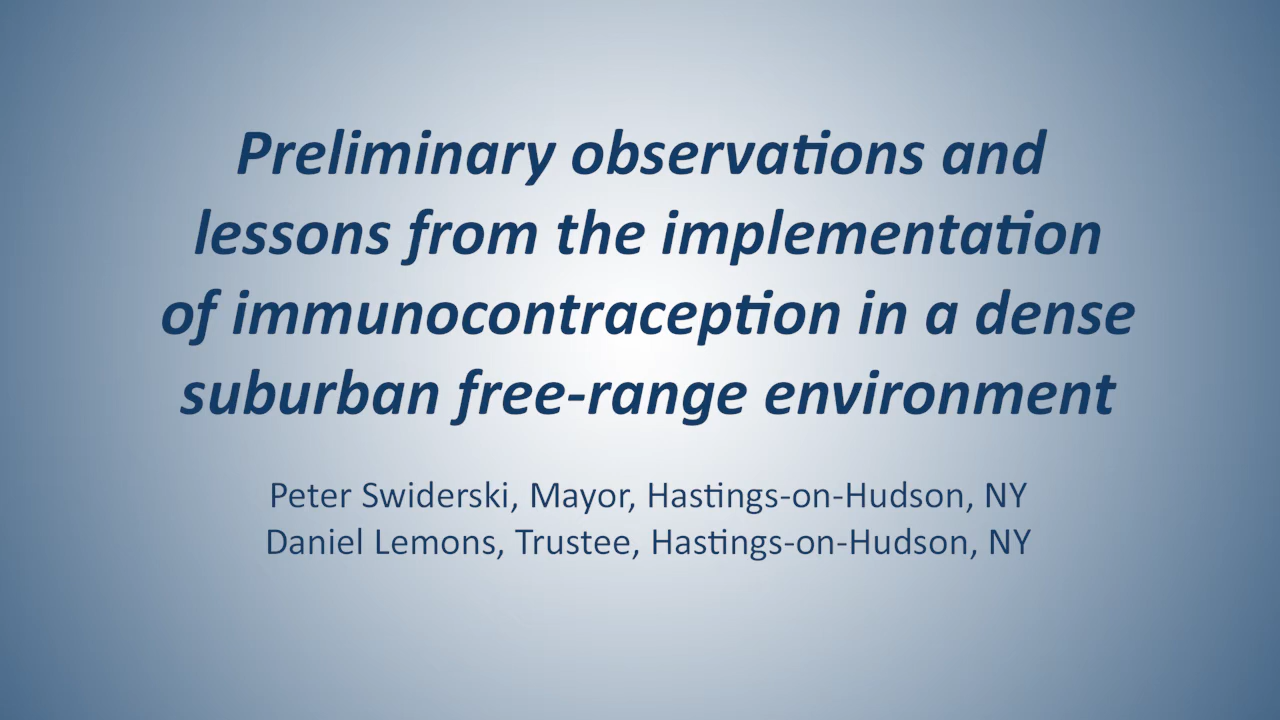 Preliminary observations and
lessons from the implementation
of immunocontraception in a dense
suburban free-range environment
Peter Swiderski, Mayor, Hastings-on-Hudson, NY
Daniel Lemons, Trustee, Hastings-on-Hudson, NY